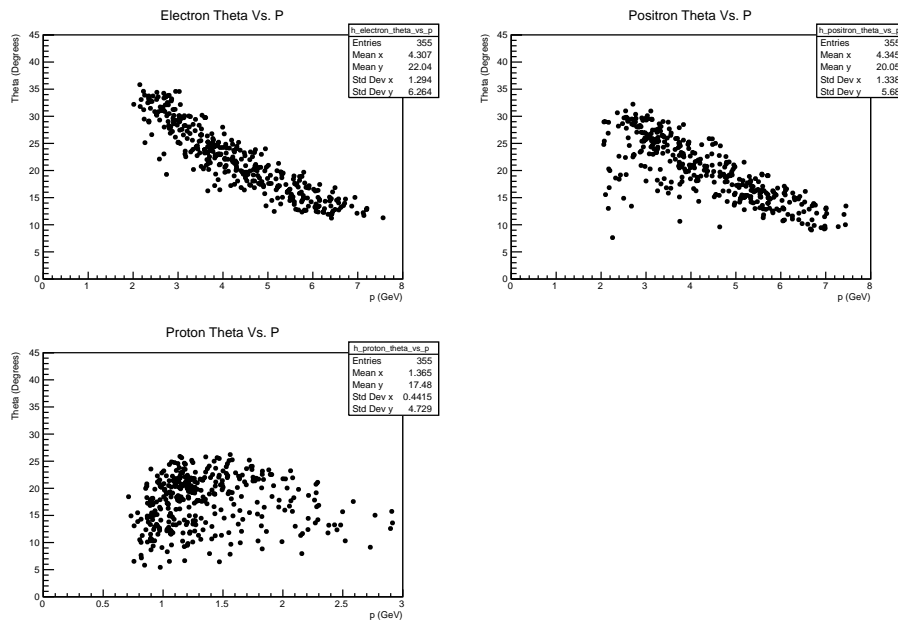 Electron Theta Vs. P
h_electron_theta_vs_p
Entries 355
Mean x 4.307
Mean y 22.04
Std Dev x 1.294
Std Dev y 6.264
Theta (Degrees)
45
40
35
30
25
20
15
10
5
0
0 1 2 3 4 5 6 7 8
p (GeV)
Positron Theta Vs. P
h_positron_theta_vs_p
Entries 355
Mean x 4.345
Mean y 20.05
Std Dev x 1.338
Std Dev y 5.68
Theta (Degrees)
45
40
35
30
25
20
15
10
5
0
0 1 2 3 4 5 6 7 8
p (GeV)
Proton Theta Vs. P
h_proton_theta_vs_p
Entries 355
Mean x 1.365
Mean y 17.48
Std Dev x 0.4415
Std Dev y 4.729
Theta (Degrees)
45
40
35
30
25
20
15
10
5
0
0 0.5 1 1.5 2 2.5 3
p (GeV)